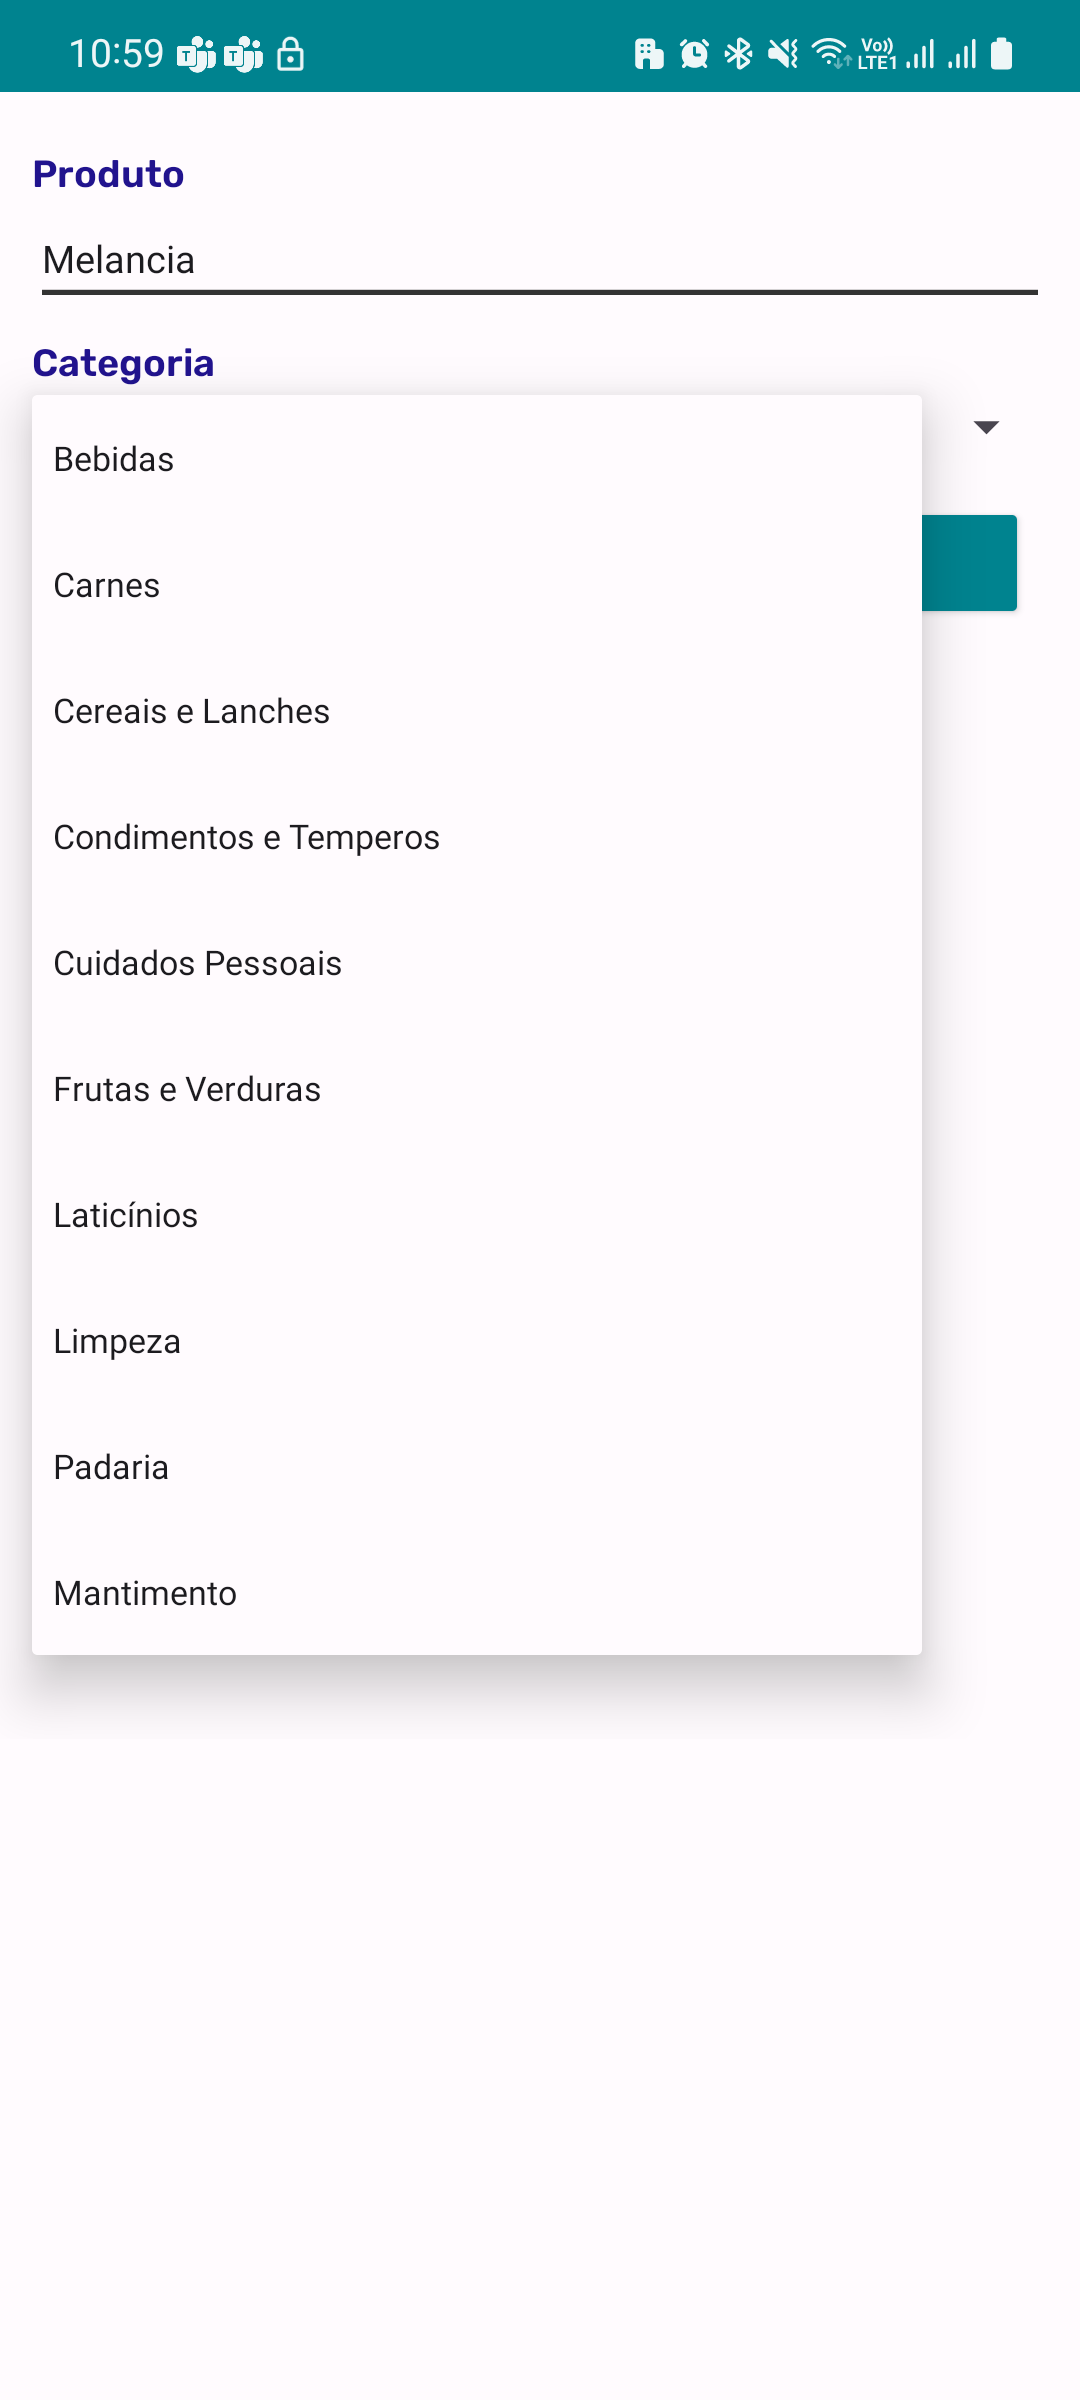 10:59
Vo)) LTE1
Produto
Melancia
Categoria
Bebidas
Carnes
Cereais e Lanches
Condimentos e Temperos
Cuidados Pessoais
Frutas e Verduras
Laticínios
Limpeza
Padaria
Mantimento